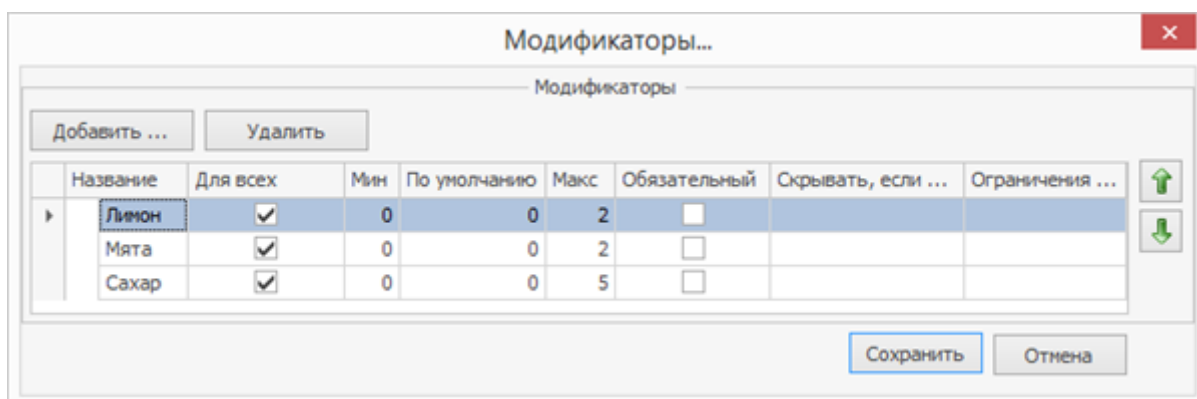 Модификаторы...
Модификаторы
Добавить ... Удалить
Название Для всех Мин По умолчанию Макс Обязательный Скрывать, если ... Ограничения ...
Лимон 0 0 2
Мята 0 0 2
Сахар 0 0 5
Сохранить Отмена